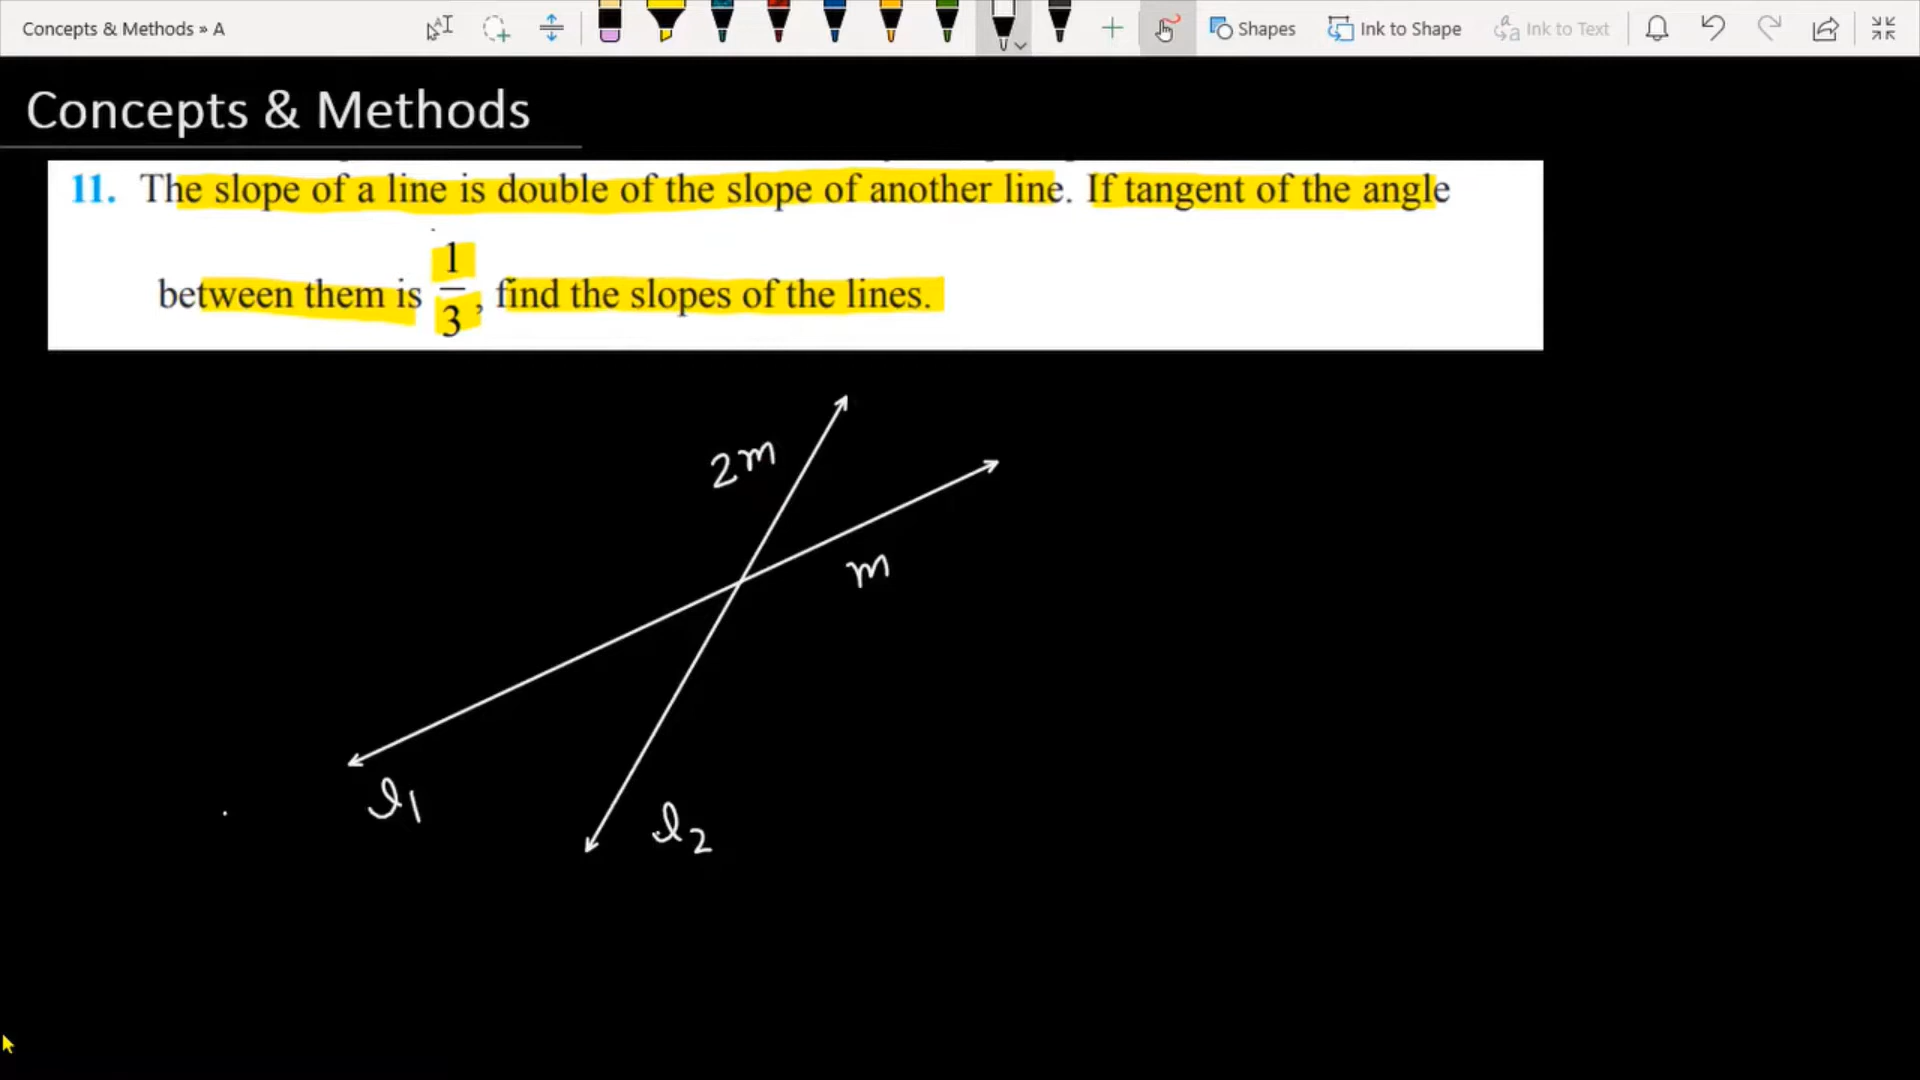 Concepts & Methods » A
Shapes
Ink to Shape
Ink to Text
Concepts & Methods
11. The slope of a line is double of the slope of another line. If tangent of the angle
between them is 1/3, find the slopes of the lines.
2m
m
l1
l2